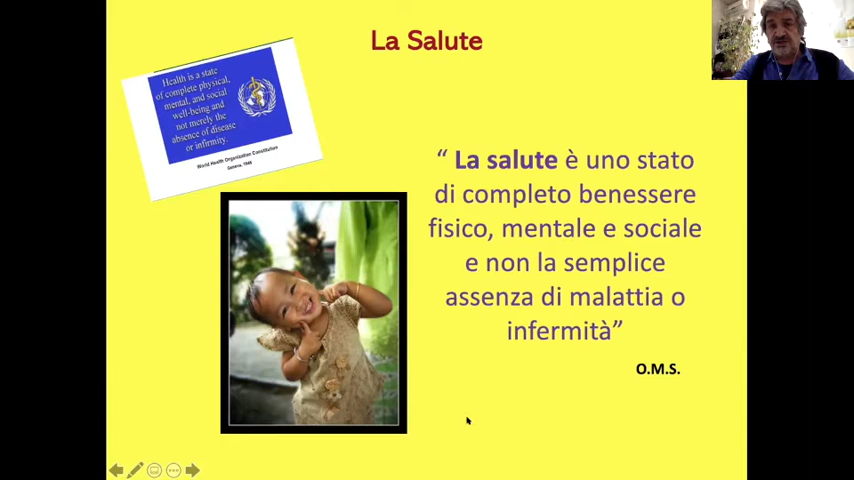 La Salute
Health is a state
of complete physical,
mental, and social
well-being and
not merely the
absence of disease
or infirmity.
World Health Organization Constitution
Geneva, 1948
“ La salute è uno stato
di completo benessere
fisico, mentale e sociale
e non la semplice
assenza di malattia o
infermità”
O.M.S.